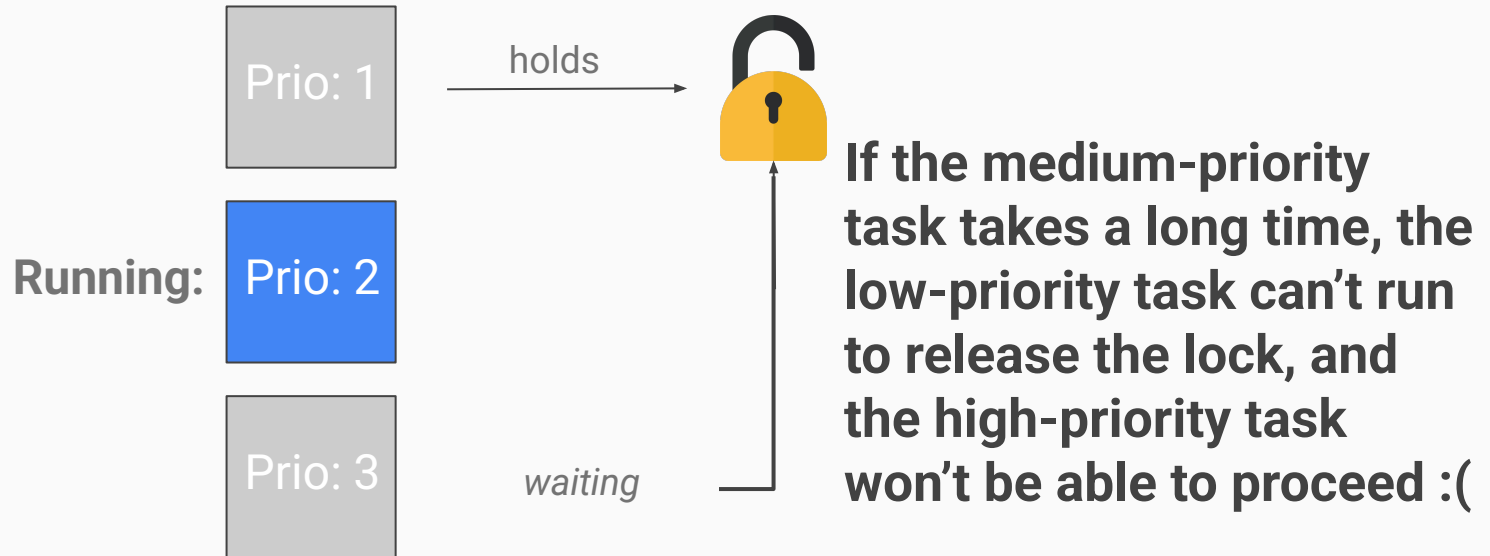 Prio: 1
holds
Running:
Prio: 2
Prio: 3
waiting
If the medium-priority
task takes a long time, the
low-priority task can’t run
to release the lock, and
the high-priority task
won’t be able to proceed :(